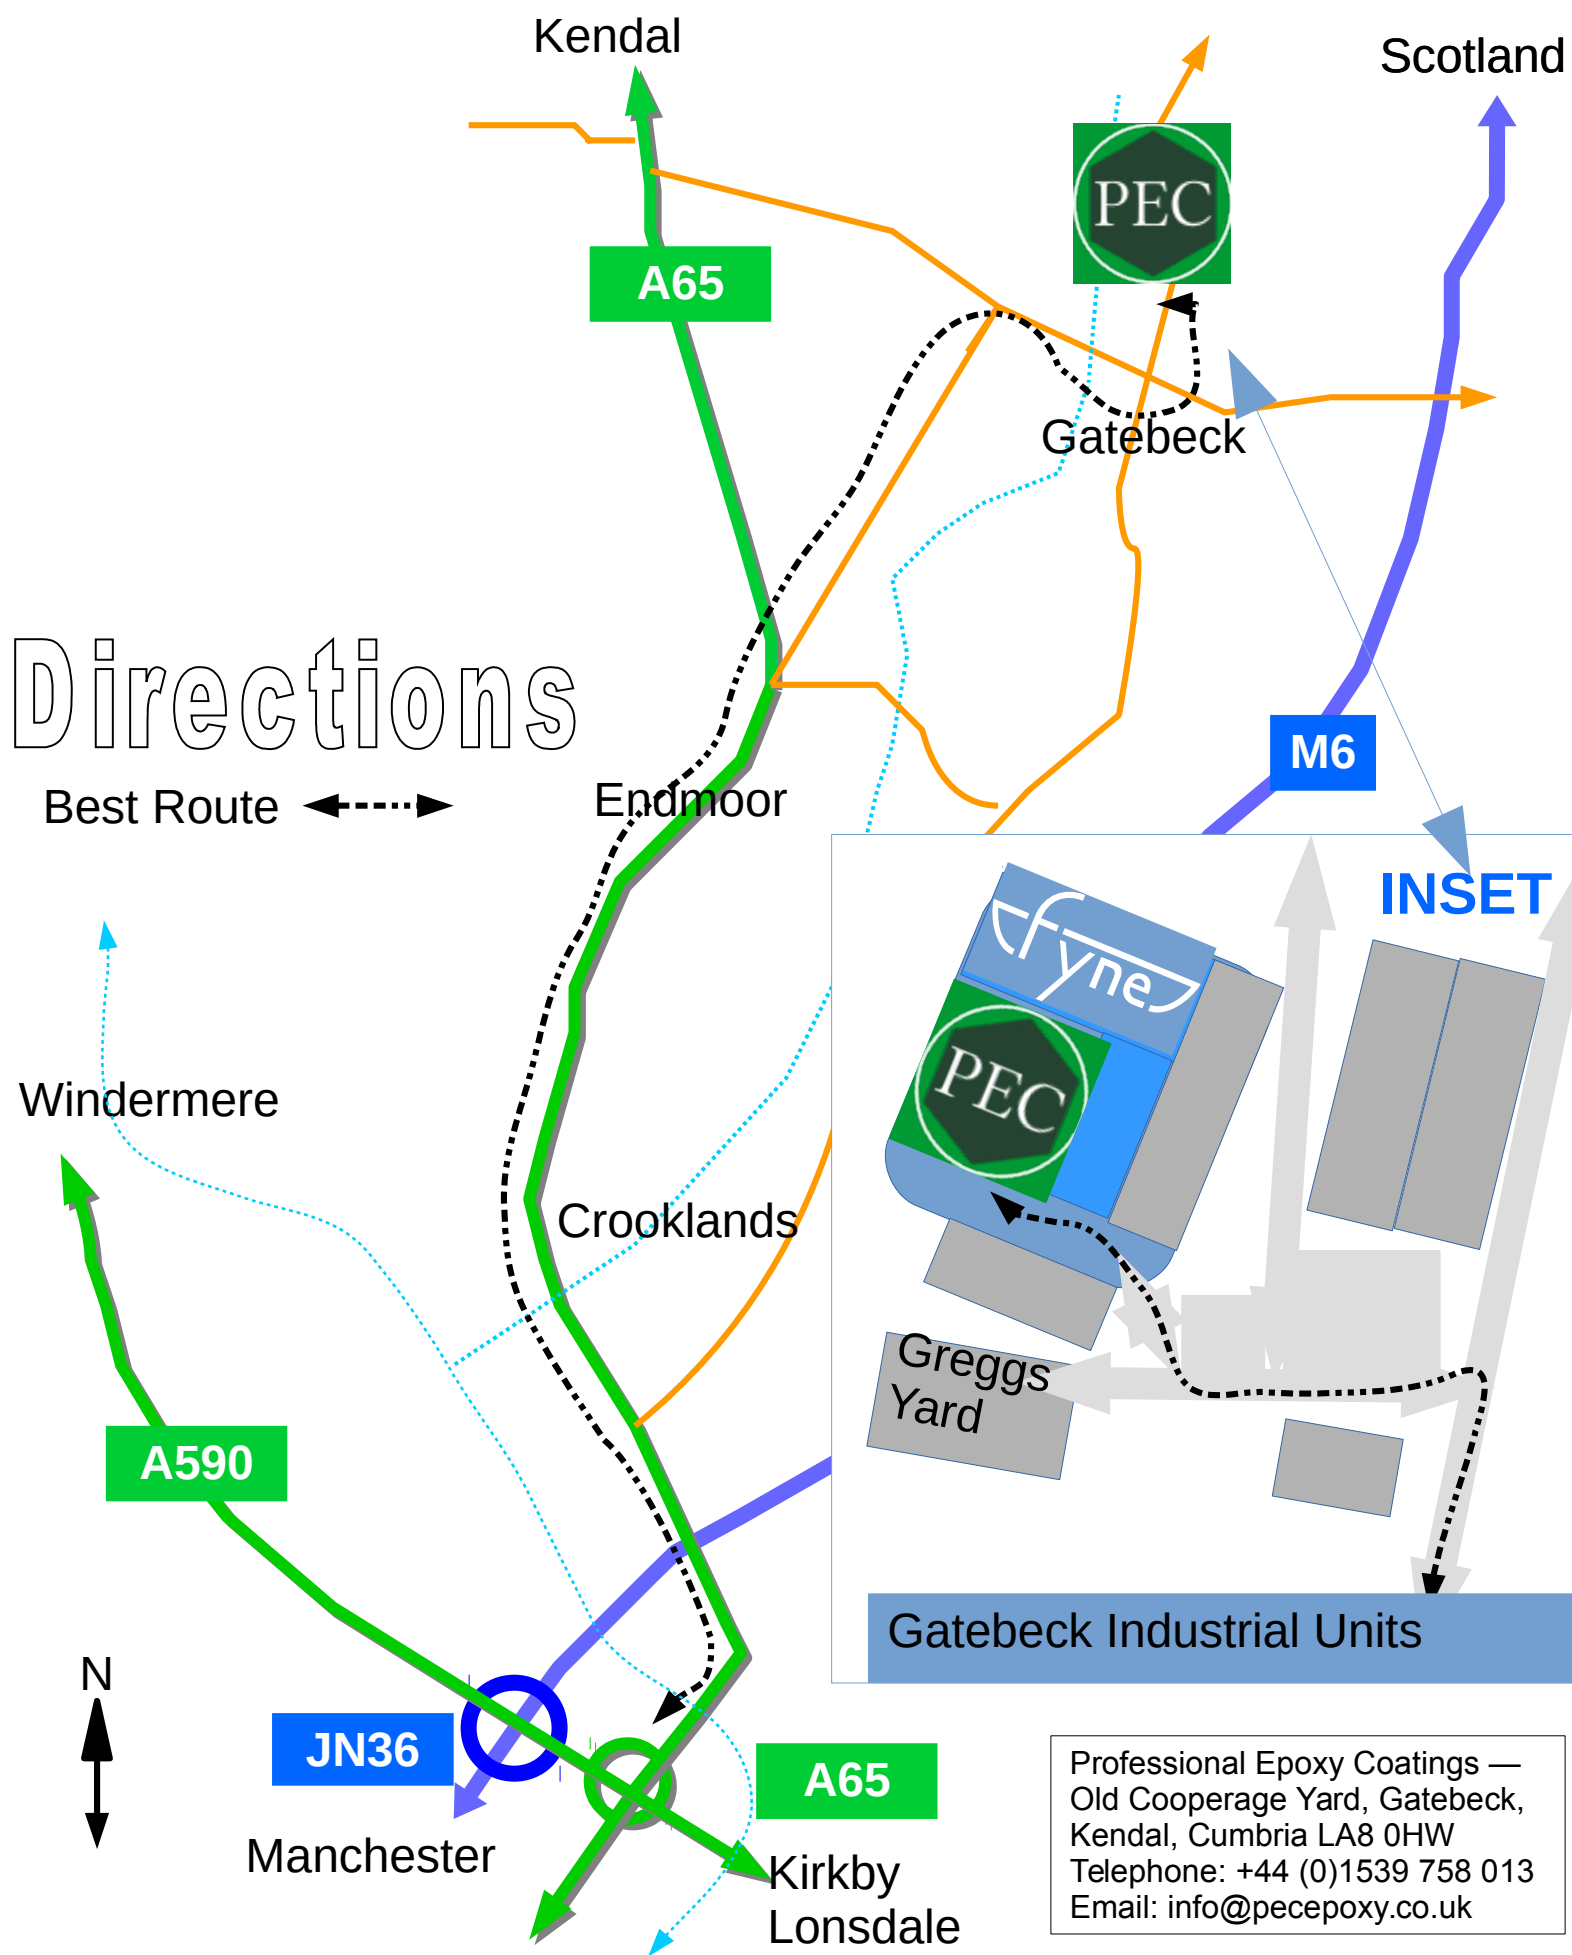 Kendal
Scotland
PEC
A65
Gatebeck
Directions
M6
Best Route
Endmoor
INSET
fyne
PEC
Windermere
Crooklands
Greggs
Yard
A590
Gatebeck Industrial Units
N
JN36
A65
Manchester
Kirkby
Lonsdale
Professional Epoxy Coatings —
Old Cooperage Yard, Gatebeck,
Kendal, Cumbria LA8 0HW
Telephone: +44 (0)1539 758 013
Email: info@pecepoxy.co.uk